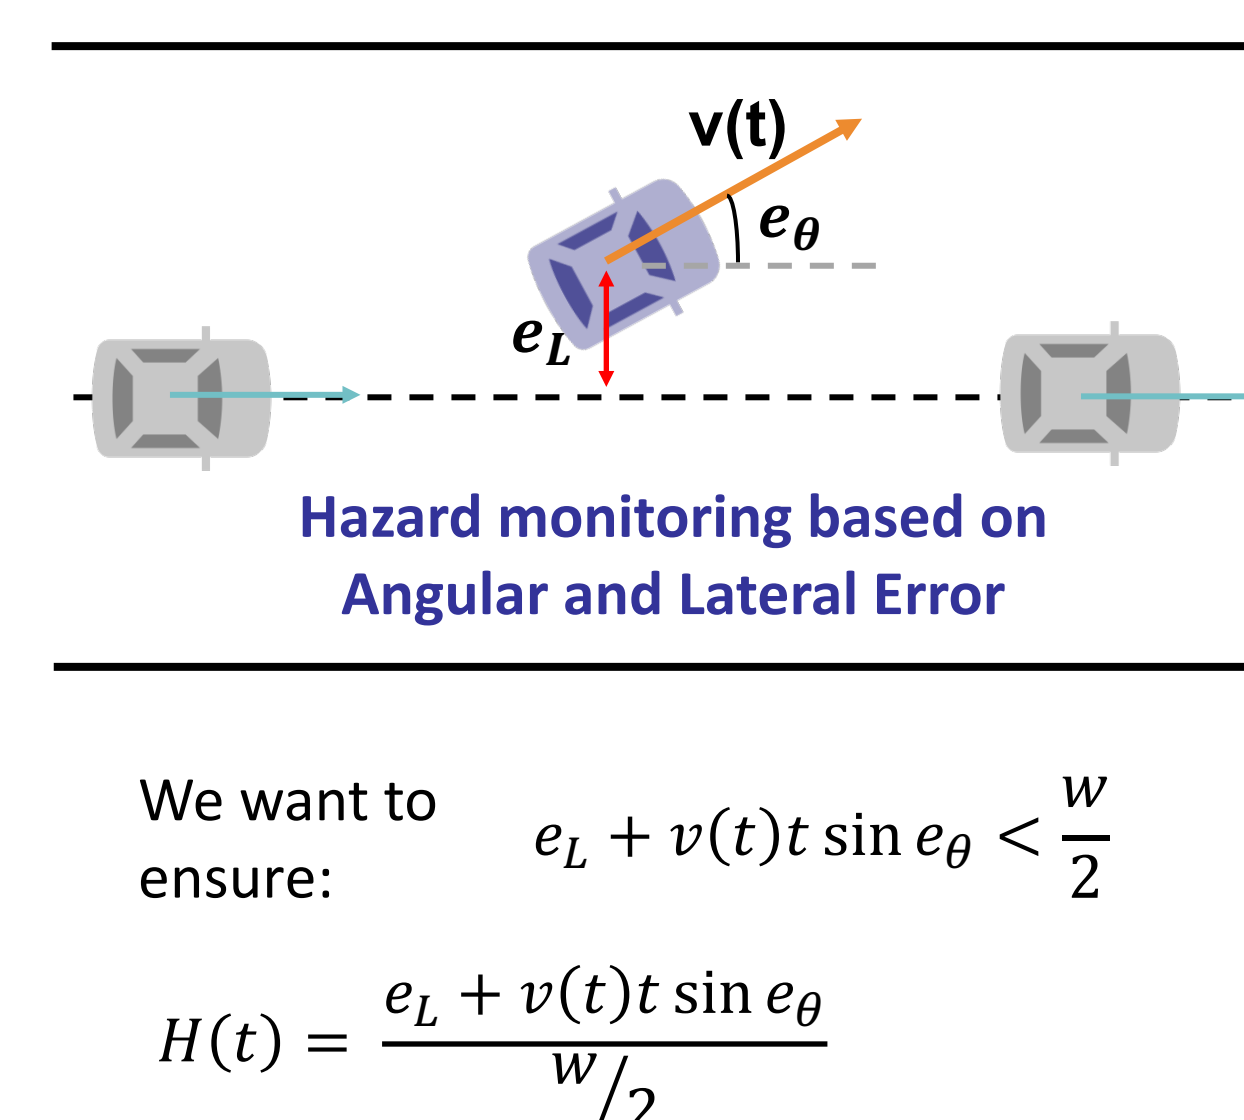 v(t)
e_θ
e_L
Hazard monitoring based on
Angular and Lateral Error
We want to
ensure:
e_L + v(t)t sin e_θ < w/2
H(t) = (e_L + v(t)t sin e_θ)/(w/2)